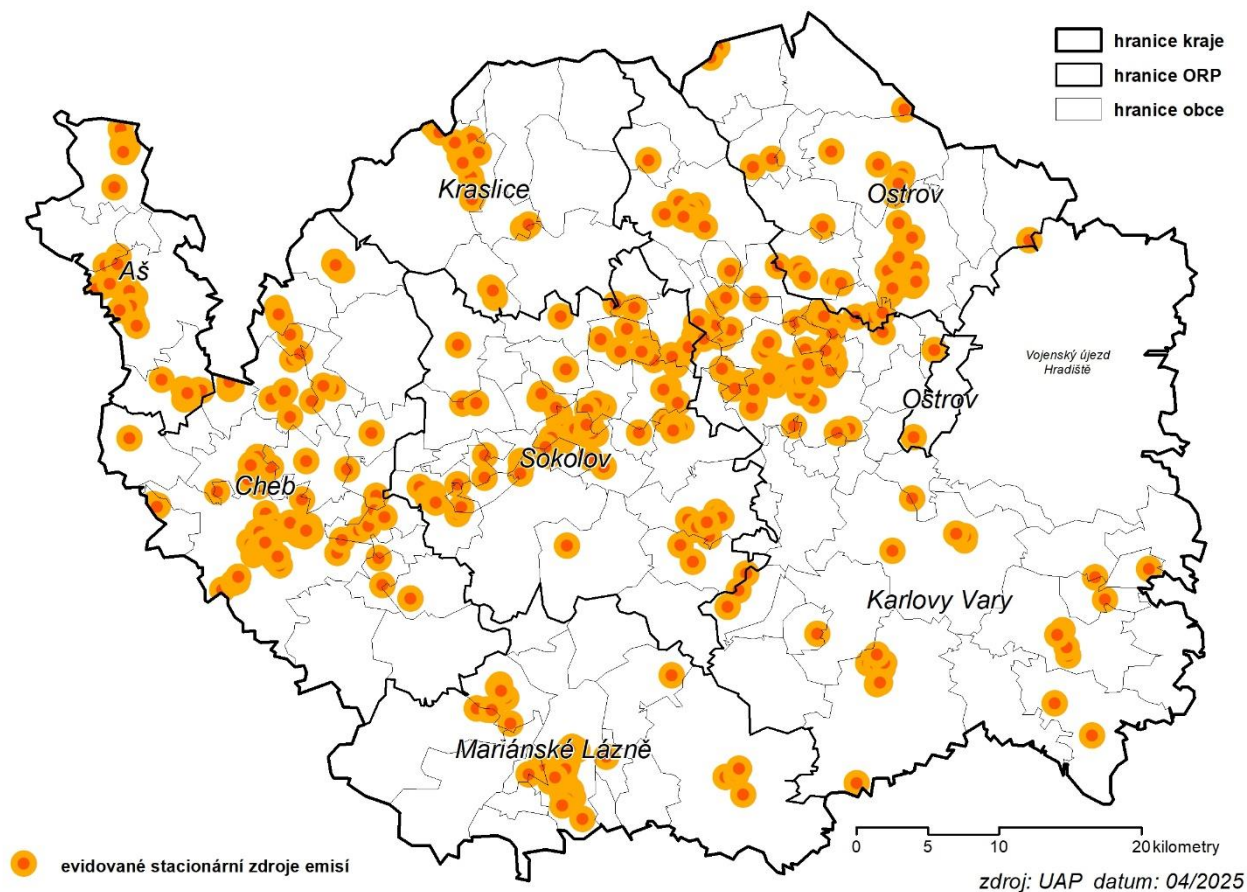 hranice kraje
hranice ORP
hranice obce
Kraslice
Ostrov
Aš
Vojenský újezd
Hradiště
Ostrov
Sokolov
Cheb
Karlovy Vary
Mariánské Lázně
0 5 10 20 kilometry
evidované stacionární zdroje emisí
zdroj: UAP datum: 04/2025